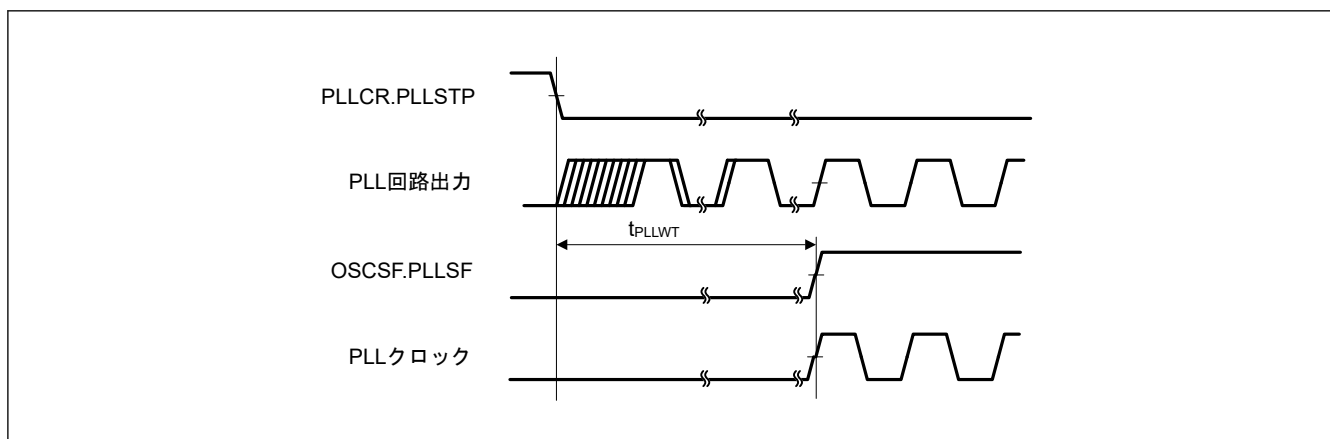 PLLCR.PLLSTP
PLL回路出力
tPLLWT
OSCSF.PLLSF
PLLクロック